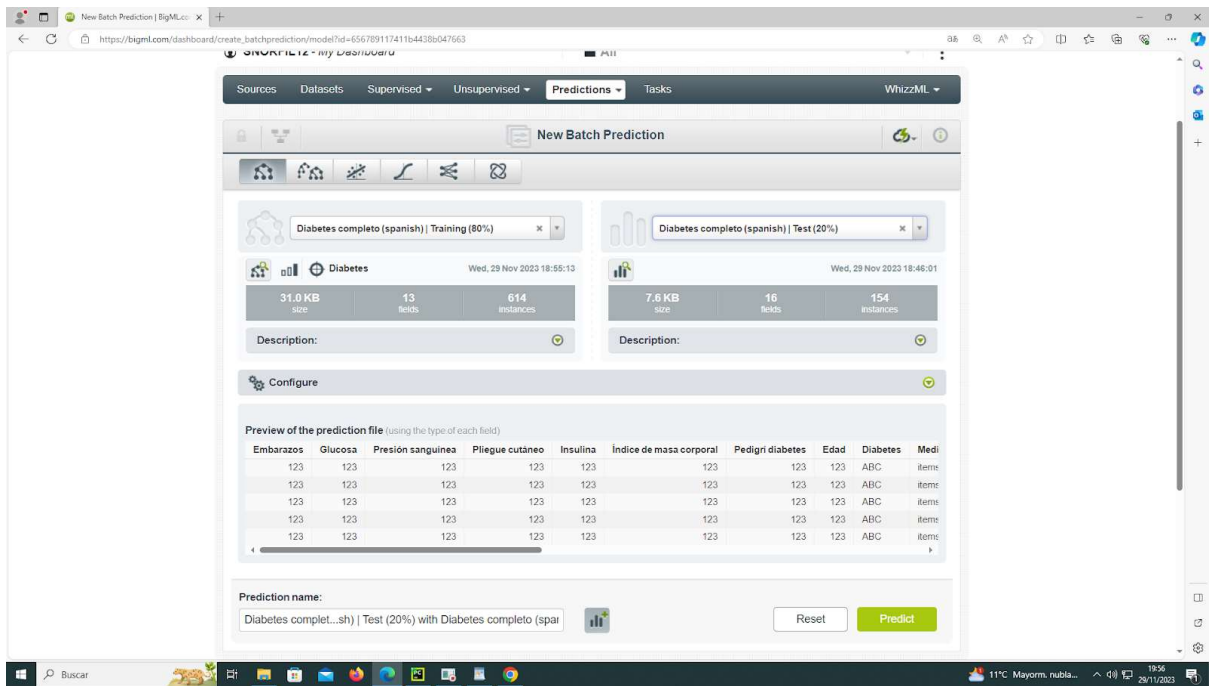 New Batch Prediction | BigML.co
https://bigml.com/dashboard/create_batchprediction/model?id=656789117411b4438b047663
SNORFIL12 - My Dashboard All
Sources Datasets Supervised Unsupervised Predictions Tasks WhizzML
New Batch Prediction
Diabetes completo (spanish) | Training (80%) Diabetes completo (spanish) | Test (20%)
Diabetes Wed, 29 Nov 2023 18:55:13 Wed, 29 Nov 2023 18:46:01
31.0 KB 13 614 7.6 KB 16 154
size fields instances size fields instances
Description: Description:
Configure
Preview of the prediction file (using the type of each field)
Embarazos Glucosa Presión sanguinea Pliegue cutáneo Insulina Índice de masa corporal Pedigrí diabetes Edad Diabetes Medi
123 123 123 123 123 123 123 123 ABC items
123 123 123 123 123 123 123 123 ABC items
123 123 123 123 123 123 123 123 ABC items
123 123 123 123 123 123 123 123 ABC items
123 123 123 123 123 123 123 123 ABC items
Prediction name:
Diabetes complet...sh) | Test (20%) with Diabetes completo (spar Reset Predict
Buscar 11°C Mayorm. nubla... 19:56
29/11/2023